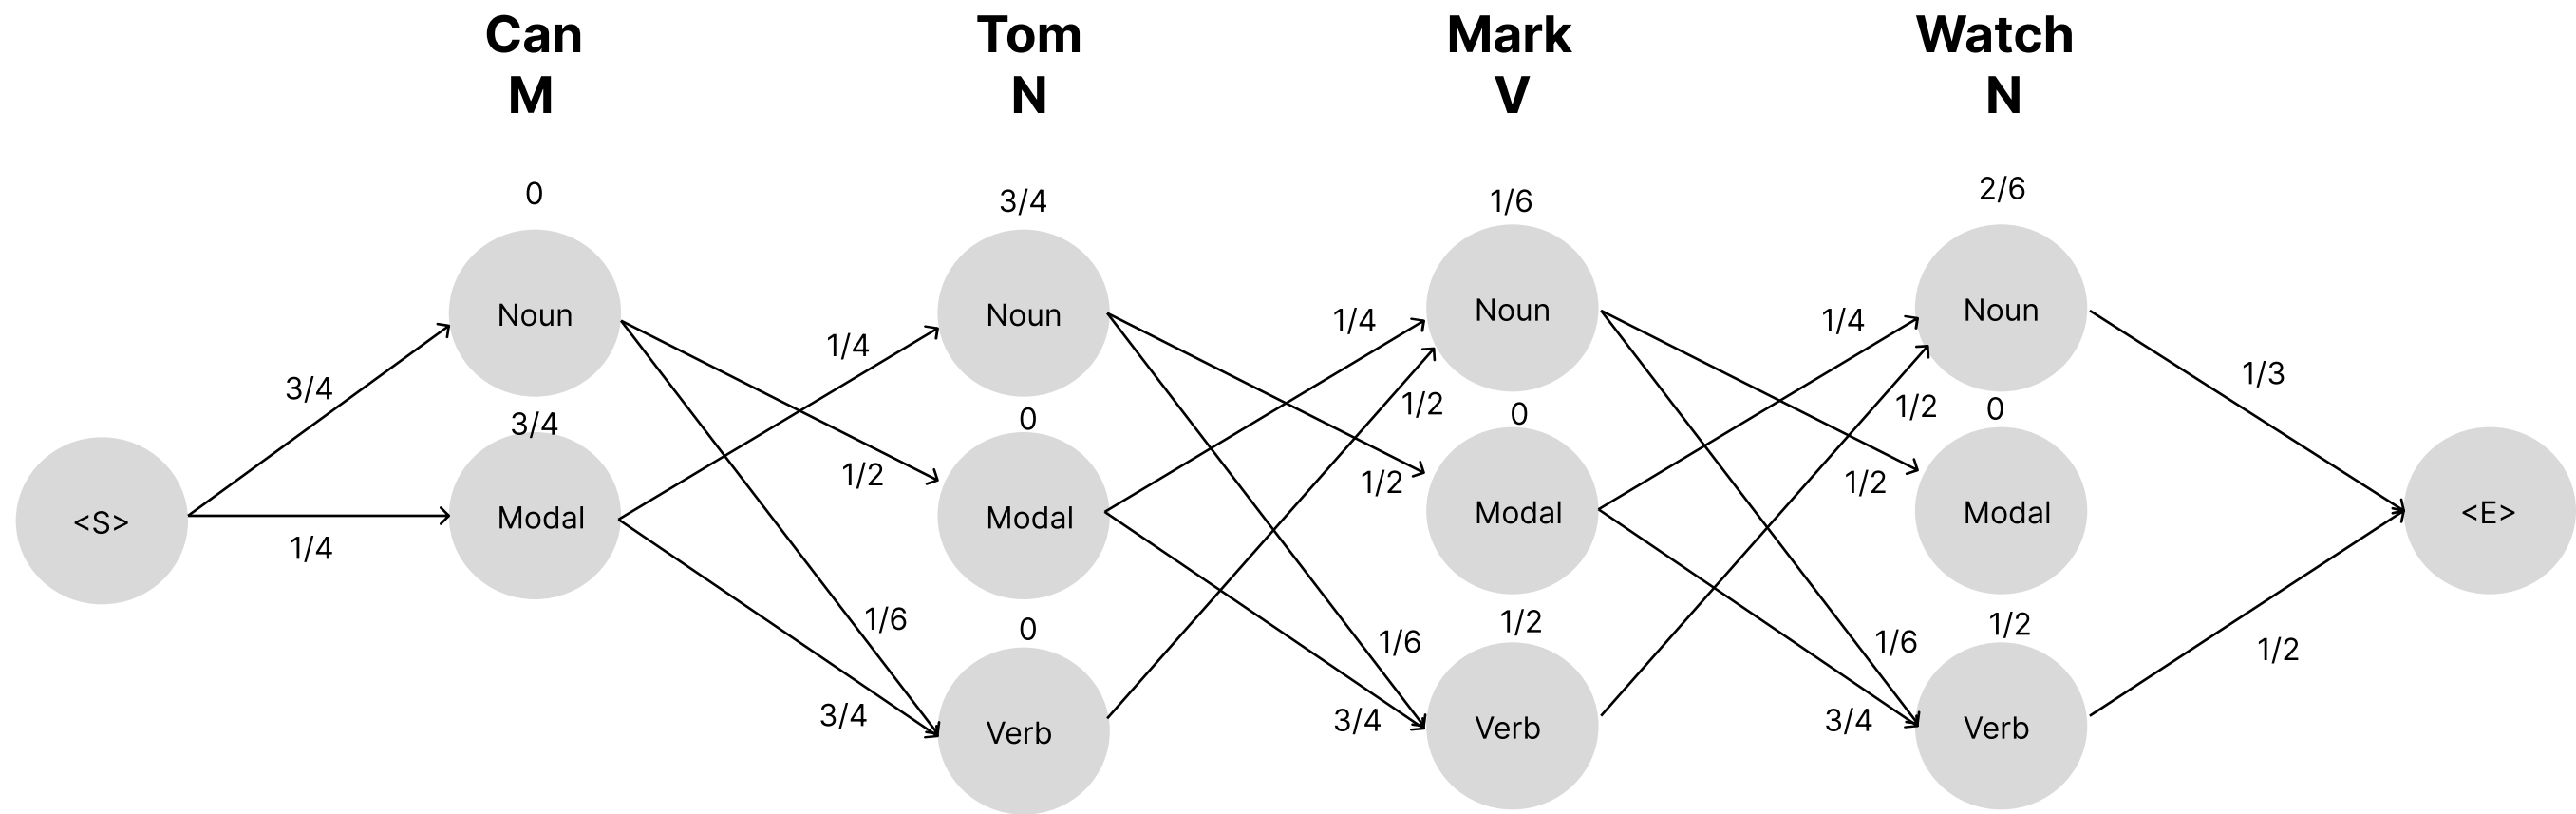 Can Tom Mark Watch
M N V N
0 3/4 1/6 2/6
Noun Noun Noun Noun
3/4 1/4 1/4 1/4 1/3
1/2 1/2
3/4 0 0 0
1/2 1/2 1/2
<S> Modal Modal Modal Modal <E>
1/4
1/6 0 1/2 1/2
1/6 1/6 1/2
3/4 3/4 3/4
Verb Verb Verb